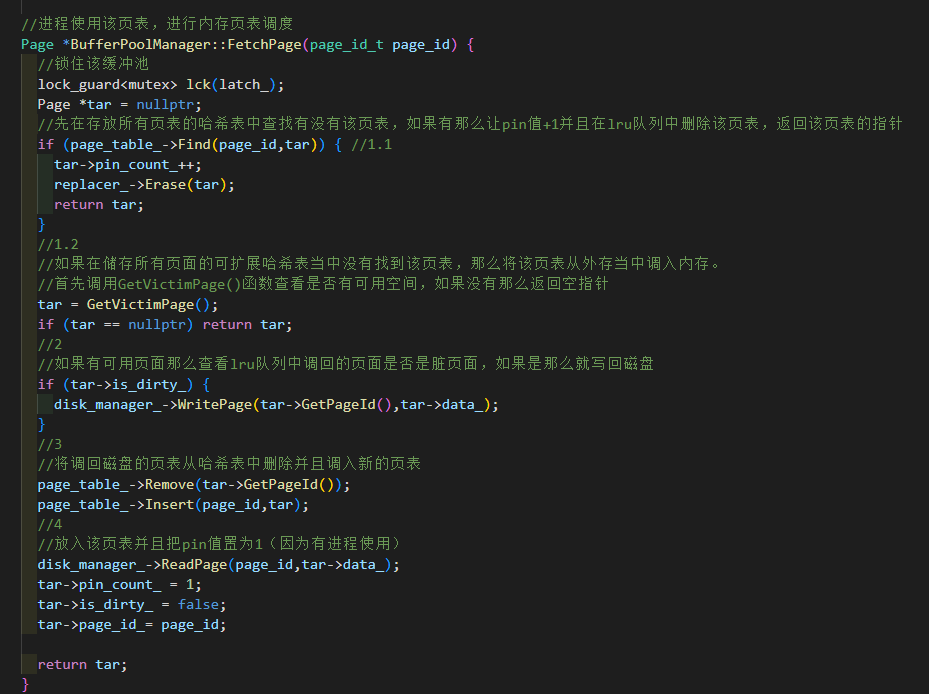 //进程使用该页表，进行内存页表调度
Page *BufferPoolManager::FetchPage(page_id_t page_id) {
//锁住该缓冲池
lock_guard<mutex> lck(latch_);
Page *tar = nullptr;
//先在存放所有页表的哈希表中查找有没有该页表，如果有那么让pin值+1并且在lru队列中删除该页表，返回该页表的指针
if (page_table_->Find(page_id,tar)) { //1.1
tar->pin_count_++;
replacer_->Erase(tar);
return tar;
}
//1.2
//如果在储存所有页面的可扩展哈希表当中没有找到该页表，那么将该页表从外存当中调入内存。
//首先调用GetVictimPage()函数查看是否有可用空间，如果没有那么返回空指针
tar = GetVictimPage();
if (tar == nullptr) return tar;
//2
//如果有可用页面那么查看lru队列中调回的页面是否是脏页面，如果是那么就写回磁盘
if (tar->is_dirty_) {
disk_manager_->WritePage(tar->GetPageId(),tar->data_);
}
//3
//将调回磁盘的页表从哈希表中删除并且调入新的页表
page_table_->Remove(tar->GetPageId());
page_table_->Insert(page_id,tar);
//4
//放入该页表并且把pin值置为1（因为有进程使用）
disk_manager_->ReadPage(page_id,tar->data_);
tar->pin_count_ = 1;
tar->is_dirty_ = false;
tar->page_id_= page_id;
return tar;
}